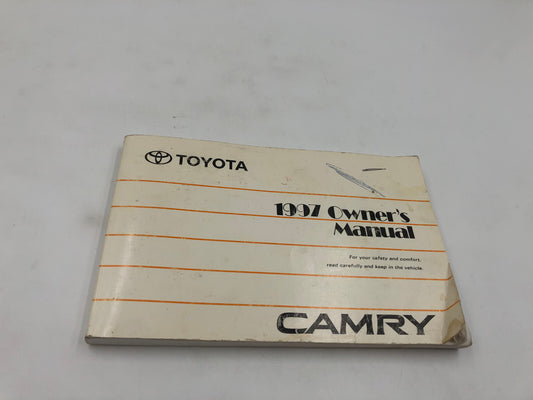 TOYOTA
1997 Owner's
Manual
For your safety and comfort,
read carefully and keep in the vehicle.
CAMRY